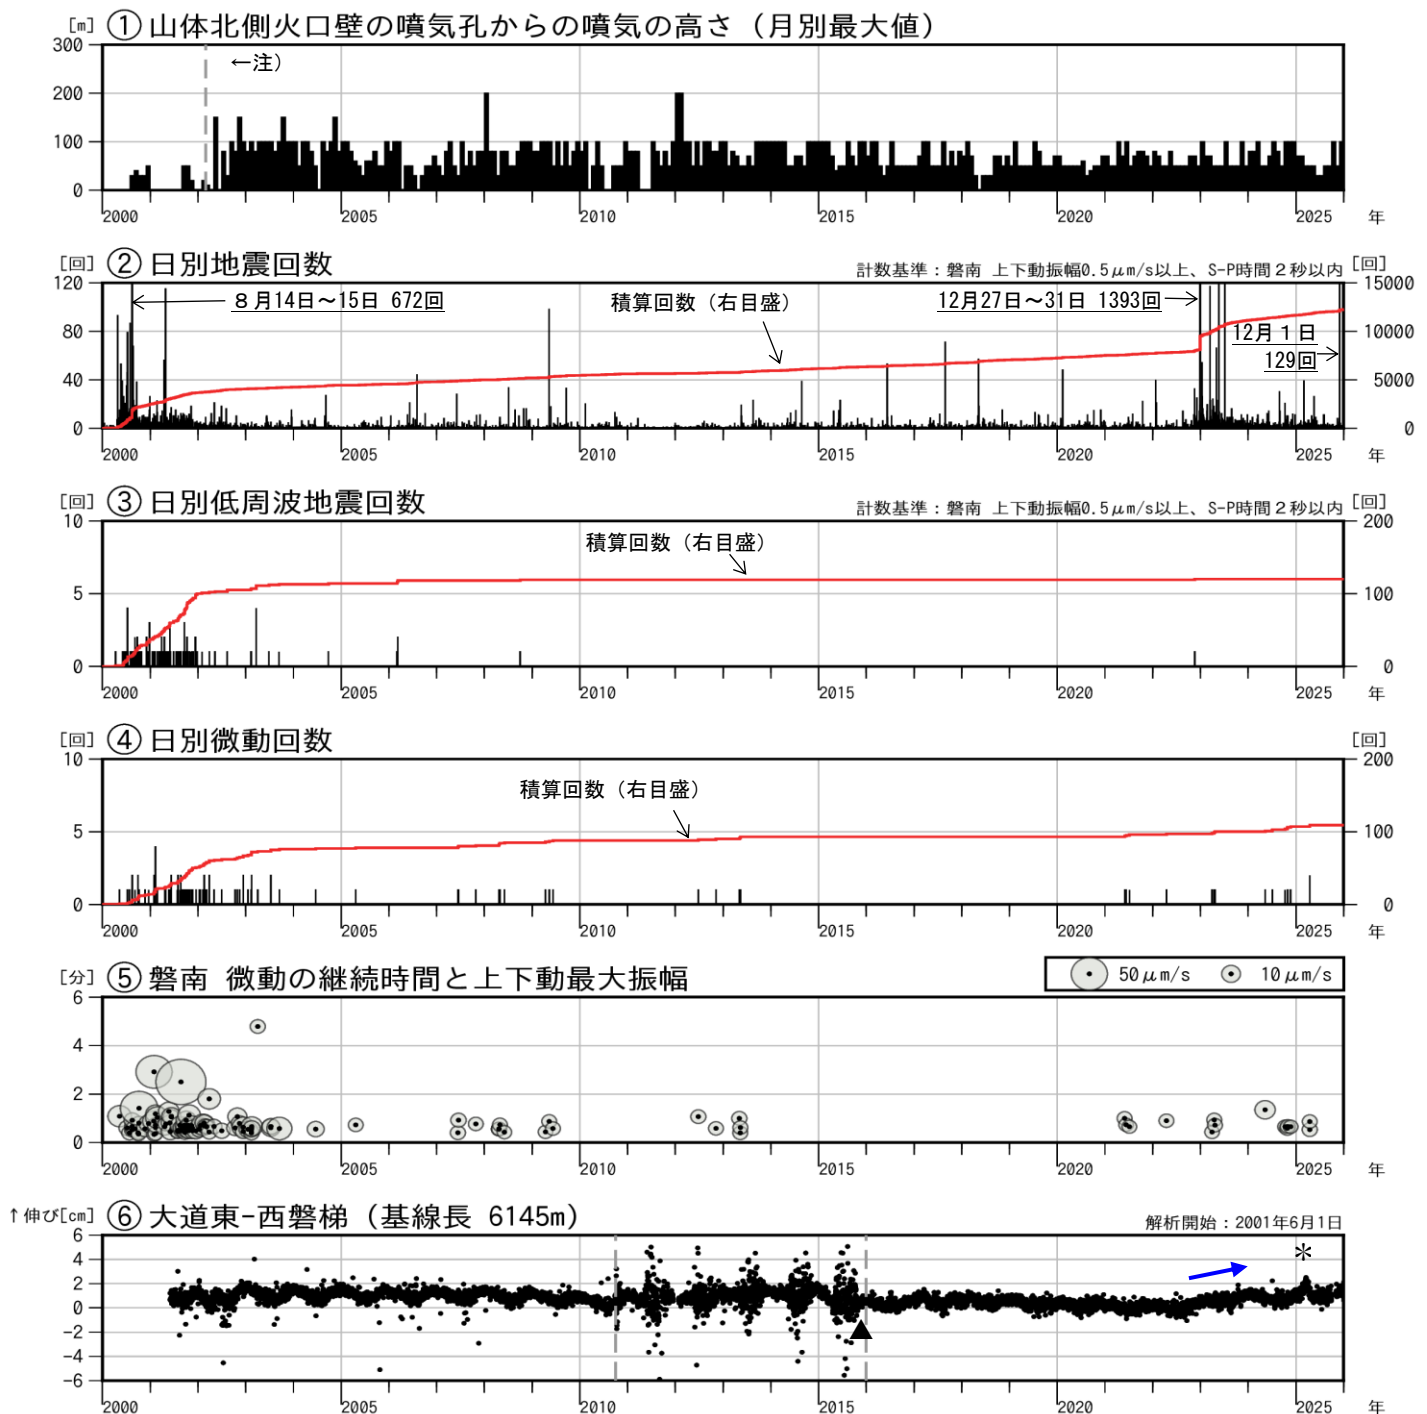 [m] ①山体北側火口壁の噴気孔からの噴気の高さ（月別最大値）
300
←注）
200
100
0
2000 2005 2010 2015 2020 2025 年
[回] ②日別地震回数 計数基準：磐南 上下動振幅0.5μm/s以上、S-P時間２秒以内 [回]
120 15000
８月14日～15日 672回 積算回数（右目盛） 12月27日～31日 1393回
80 10000
12月１日
129回
40 5000
0 0
2000 2005 2010 2015 2020 2025 年
[回] ③日別低周波地震回数 計数基準：磐南 上下動振幅0.5μm/s以上、S-P時間２秒以内 [回]
10 200
積算回数（右目盛）
5 100
0 0
2000 2005 2010 2015 2020 2025 年
[回] ④日別微動回数 [回]
10 200
積算回数（右目盛）
5 100
0 0
2000 2005 2010 2015 2020 2025 年
[分] ⑤磐南 微動の継続時間と上下動最大振幅 50μm/s 10μm/s
6
4
2
0
2000 2005 2010 2015 2020 2025 年
↑伸び[cm] ⑥大道東-西磐梯（基線長 6145m） 解析開始：2001年6月1日
6
＊
4
2
0
-2
-4
-6
2000 2005 2010 2015 2020 2025 年